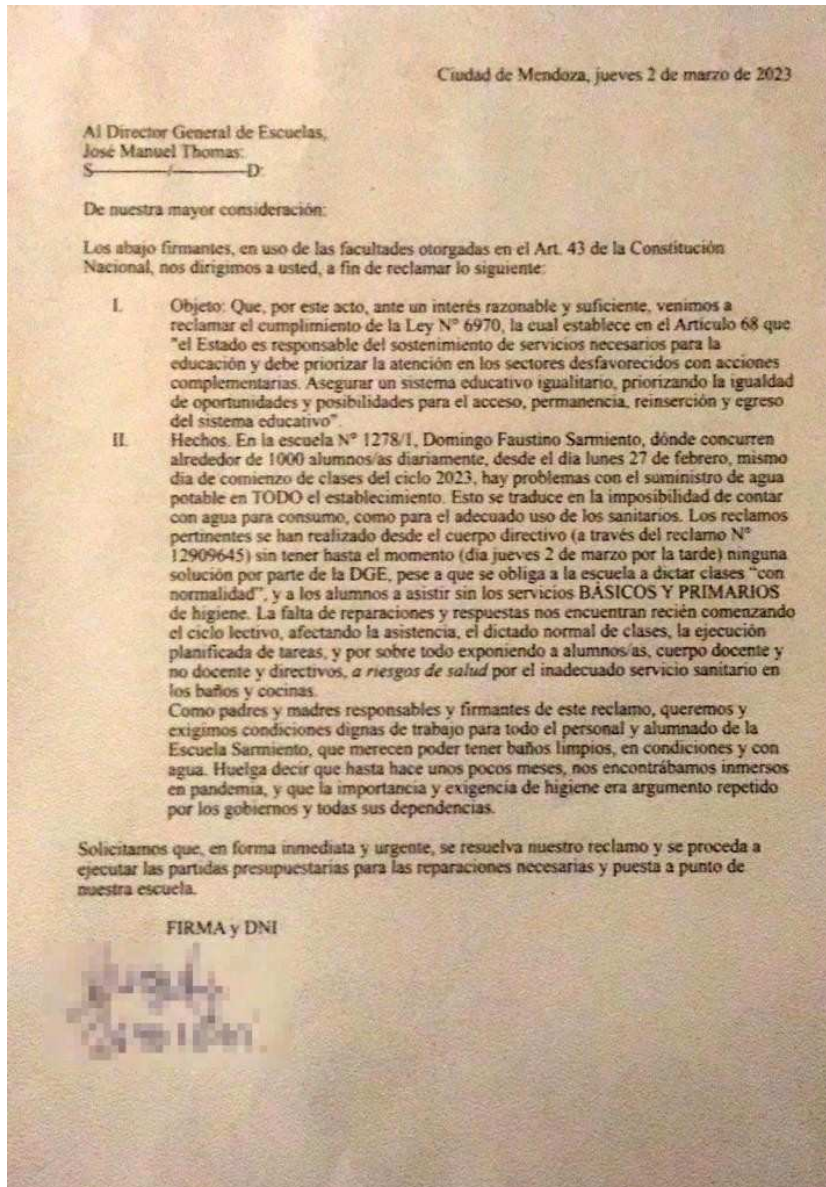 Ciudad de Mendoza, jueves 2 de marzo de 2023
Al Director General de Escuelas,
José Manuel Thomas:
S————/————D:
De nuestra mayor consideración:
Los abajo firmantes, en uso de las facultades otorgadas en el Art. 43 de la Constitución
Nacional, nos dirigimos a usted, a fin de reclamar lo siguiente:
I. Objeto: Que, por este acto, ante un interés razonable y suficiente, venimos a
reclamar el cumplimiento de la Ley N° 6970, la cual establece en el Artículo 68 que
"el Estado es responsable del sostenimiento de servicios necesarios para la
educación y debe priorizar la atención en los sectores desfavorecidos con acciones
complementarias. Asegurar un sistema educativo igualitario, priorizando la igualdad
de oportunidades y posibilidades para el acceso, permanencia, reinserción y egreso
del sistema educativo".
II. Hechos. En la escuela N° 1278/1, Domingo Faustino Sarmiento, dónde concurren
alrededor de 1000 alumnos/as diariamente, desde el día lunes 27 de febrero, mismo
día de comienzo de clases del ciclo 2023, hay problemas con el suministro de agua
potable en TODO el establecimiento. Esto se traduce en la imposibilidad de contar
con agua para consumo, como para el adecuado uso de los sanitarios. Los reclamos
pertinentes se han realizado desde el cuerpo directivo (a través del reclamo N°
12909645) sin tener hasta el momento (día jueves 2 de marzo por la tarde) ninguna
solución por parte de la DGE, pese a que se obliga a la escuela a dictar clases "con
normalidad", y a los alumnos a asistir sin los servicios BÁSICOS Y PRIMARIOS
de higiene. La falta de reparaciones y respuestas nos encuentran recién comenzando
el ciclo lectivo, afectando la asistencia, el dictado normal de clases, la ejecución
planificada de tareas, y por sobre todo exponiendo a alumnos/as, cuerpo docente y
no docente y directivos, a riesgos de salud por el inadecuado servicio sanitario en
los baños y cocinas.
Como padres y madres responsables y firmantes de este reclamo, queremos y
exigimos condiciones dignas de trabajo para todo el personal y alumnado de la
Escuela Sarmiento, que merecen poder tener baños limpios, en condiciones y con
agua. Huelga decir que hasta hace unos pocos meses, nos encontrábamos inmersos
en pandemia, y que la importancia y exigencia de higiene era argumento repetido
por los gobiernos y todas sus dependencias.
Solicitamos que, en forma inmediata y urgente, se resuelva nuestro reclamo y se proceda a
ejecutar las partidas presupuestarias para las reparaciones necesarias y puesta a punto de
nuestra escuela.
FIRMA y DNI